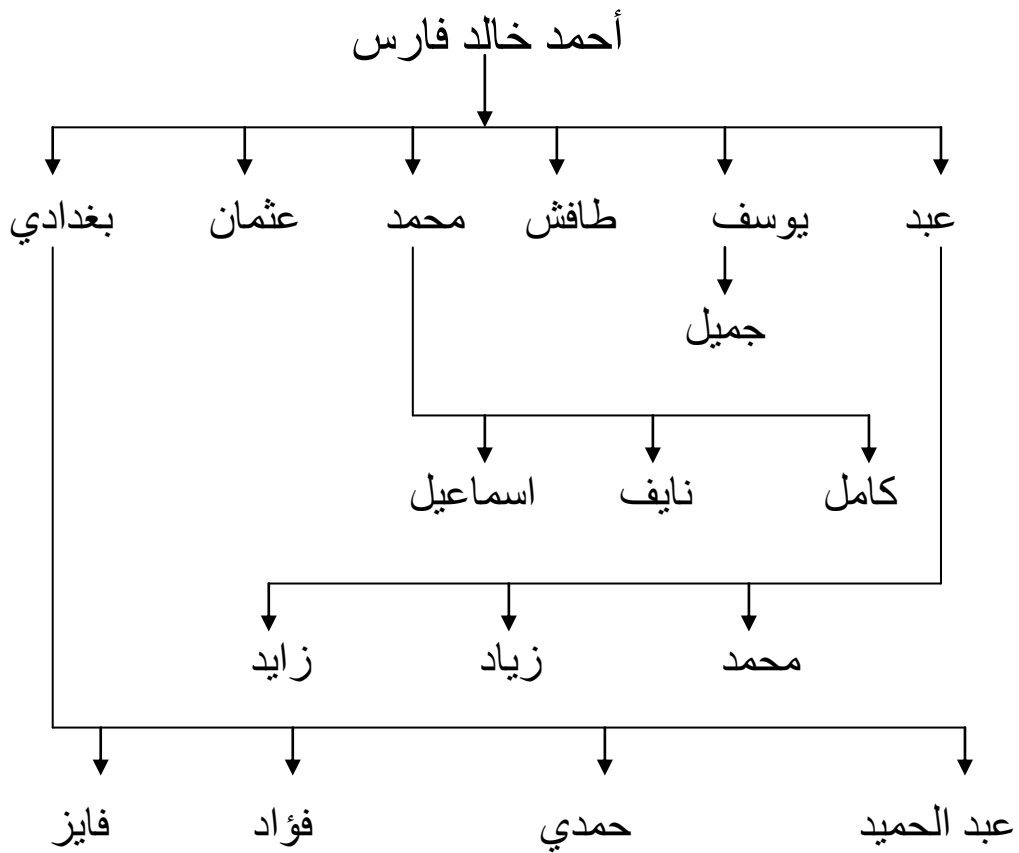 أحمد خالد فارس
عبد يوسف طافش محمد عثمان بغدادي
جميل
كامل نايف اسماعيل
محمد زياد زايد
عبد الحميد حمدي فؤاد فايز